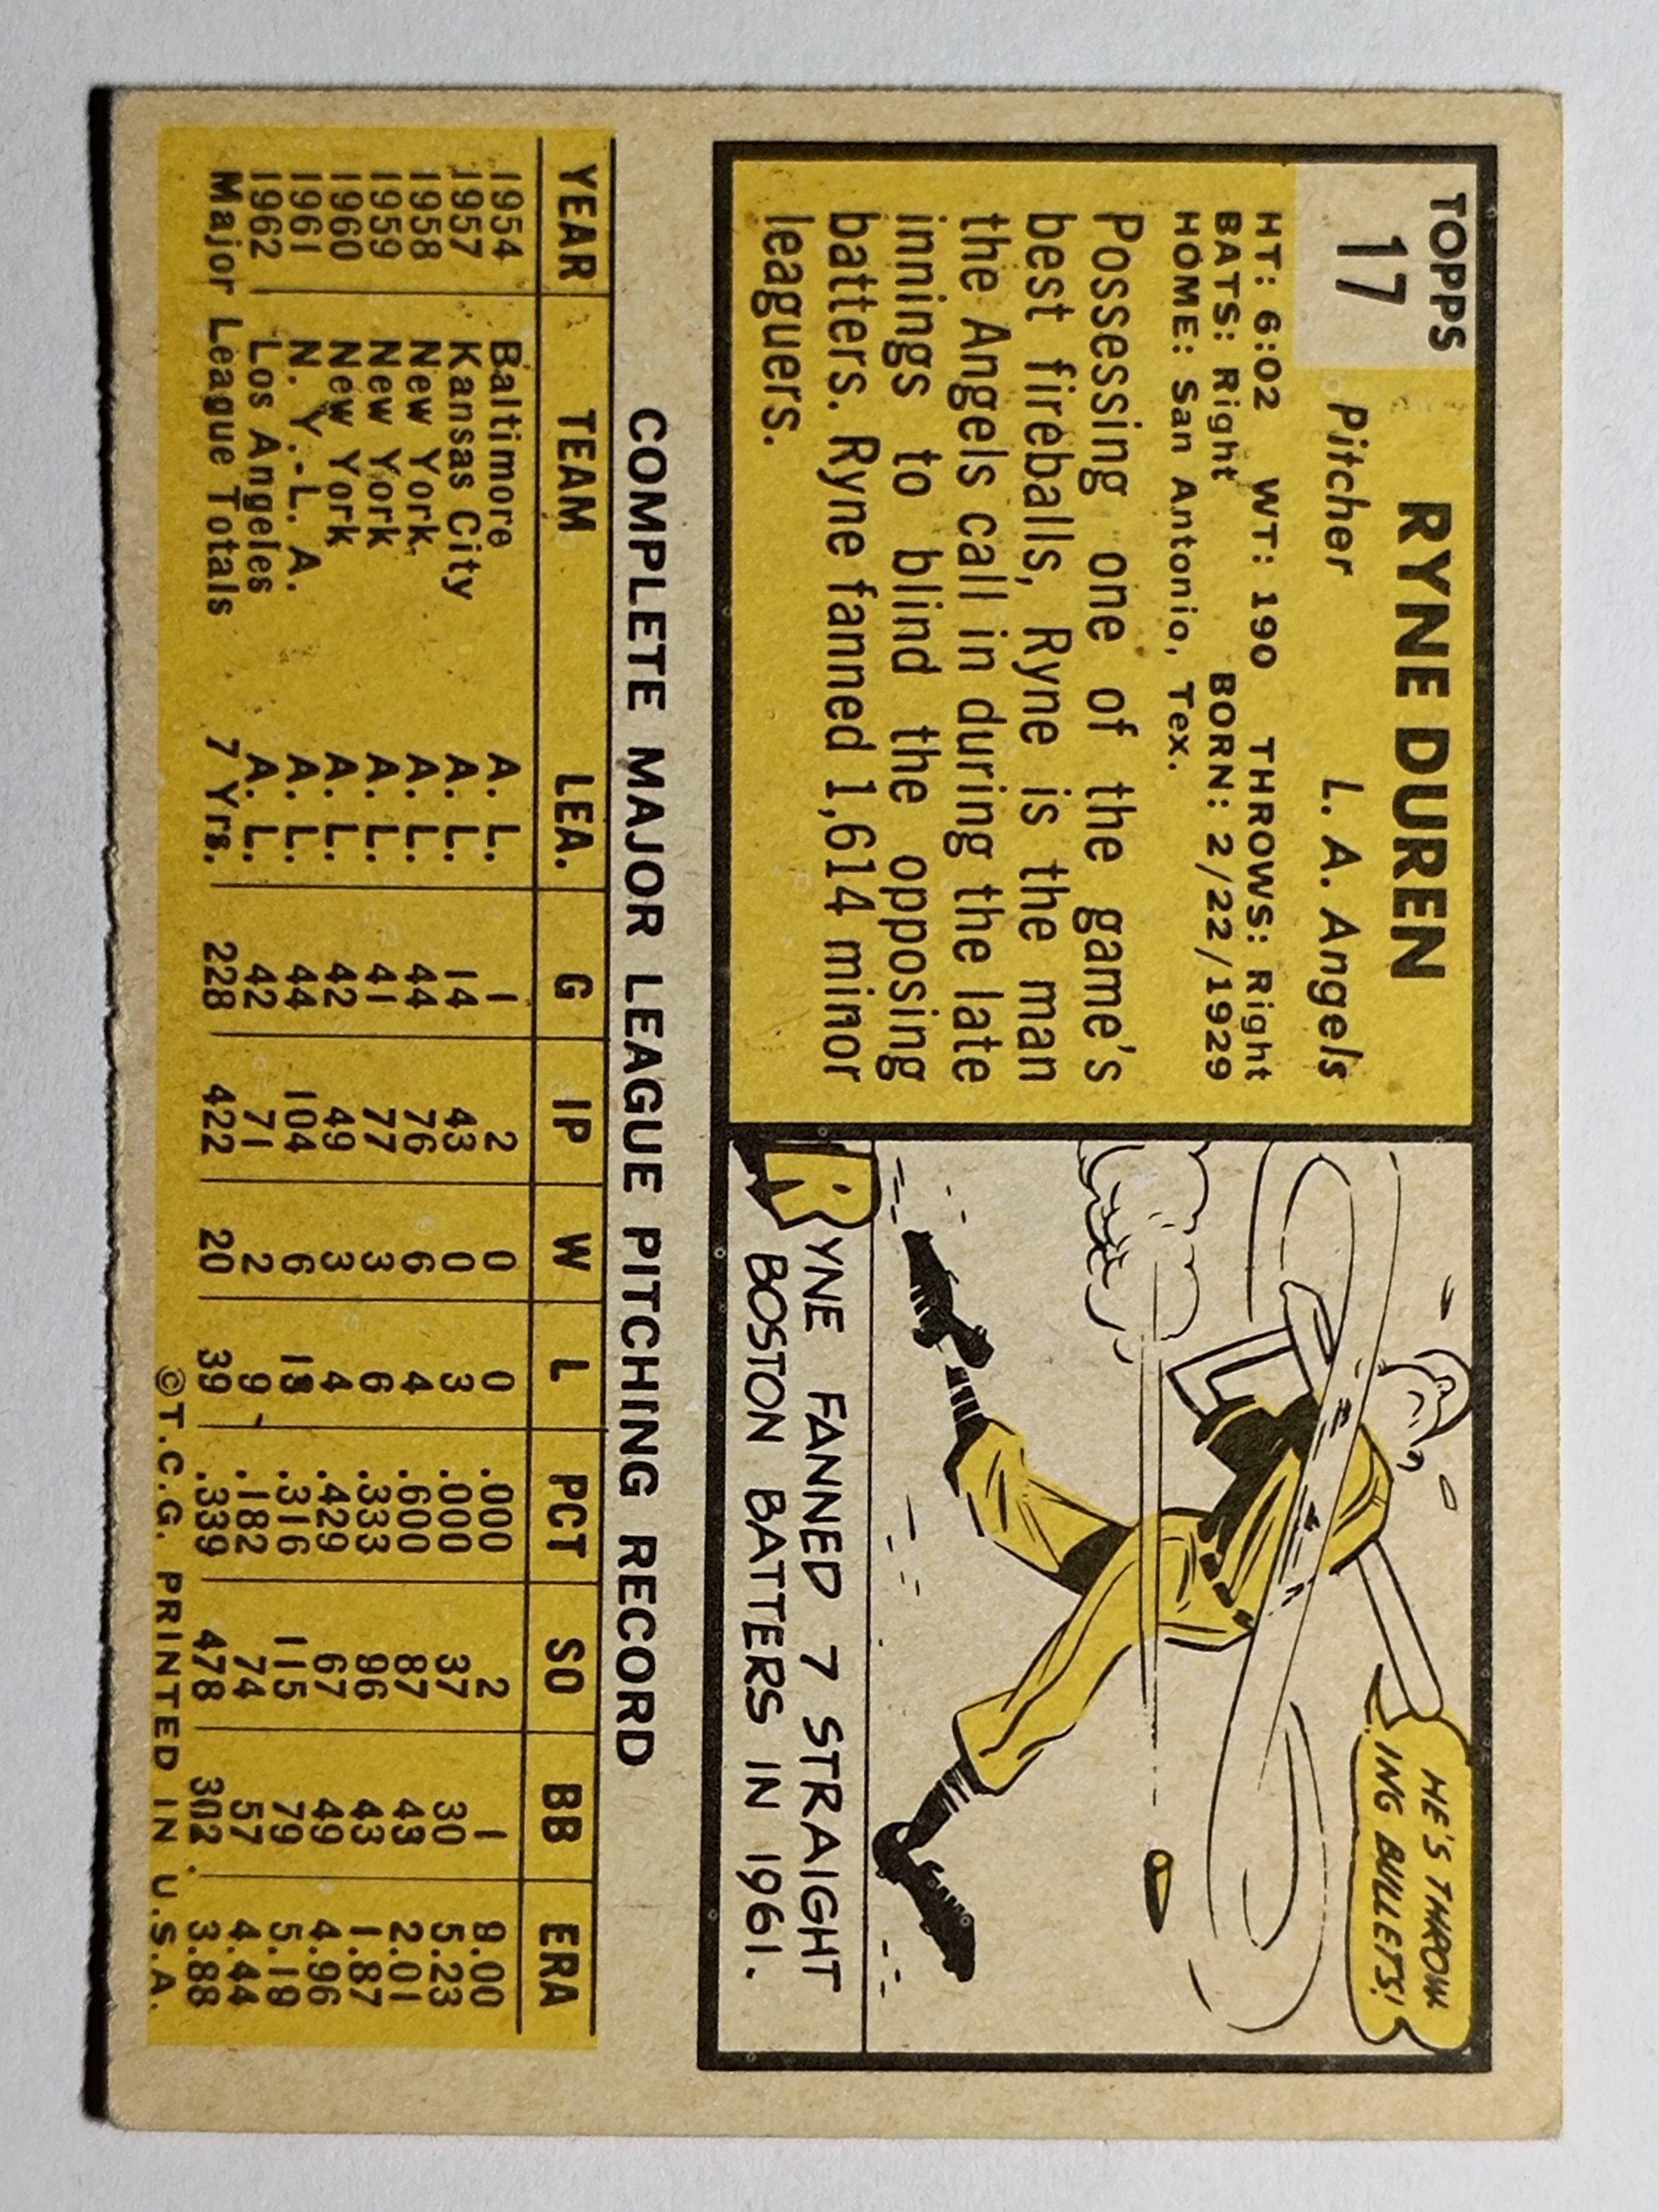 TOPPS
17
RYNE DUREN
Pitcher L. A. Angels
HT: 6:02 WT: 190 THROWS: Right
BATS: Right BORN: 2/22/1929
HOME: San Antonio, Tex.
Possessing one of the game's
best fireballs, Ryne is the man
the Angels call in during the late
innings to blind the opposing
batters. Ryne fanned 1,614 minor
leaguers.
HE'S THROW-
ING BULLETS!
RYNE FANNED 7 STRAIGHT
BOSTON BATTERS IN 1961.
COMPLETE MAJOR LEAGUE PITCHING RECORD
YEAR TEAM LEA. G IP W L PCT SO BB ERA
1954 Baltimore A. L. 1 2 0 0 .000 2 1 9.00
1957 Kansas City A. L. 14 43 0 3 .000 37 30 5.23
1958 New York A. L. 44 76 6 4 .600 87 43 2.01
1959 New York A. L. 41 77 3 6 .333 96 43 1.87
1960 New York A. L. 42 49 3 4 .429 67 49 4.96
1961 N. Y.-L. A. A. L. 44 104 6 13 .316 115 79 5.19
1962 Los Angeles A. L. 42 71 2 9 .182 74 57 4.44
Major League Totals 7 Yrs. 228 422 20 39 .339 478 302 3.88
©T.C.G. PRINTED IN U.S.A.